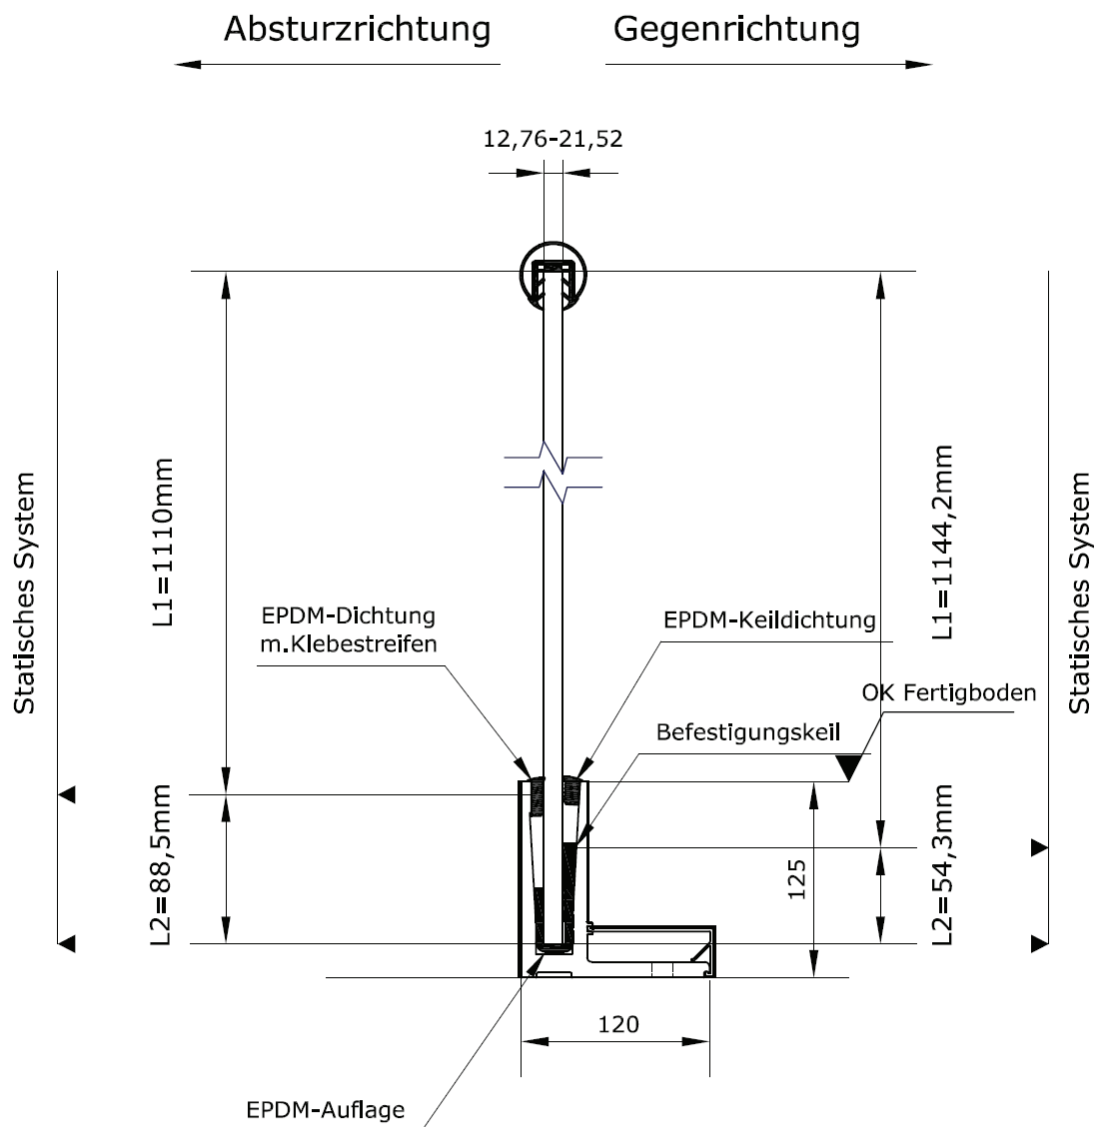 Absturzrichtung
Gegenrichtung
12,76-21,52
Statisches System
L1=1110mm
L1=1144,2mm
Statisches System
EPDM-Dichtung
m.Klebestreifen
EPDM-Keildichtung
OK Fertigboden
Befestigungskeil
L2=88,5mm
125
L2=54,3mm
120
EPDM-Auflage